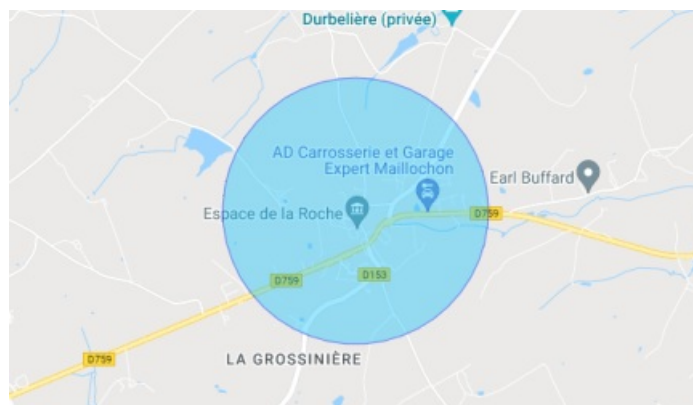 Durbelière (privée)
AD Carrosserie et Garage
Expert Maillochon
Earl Buffard
Espace de la Roche
D759
D759
D153
D759
LA GROSSINIÈRE